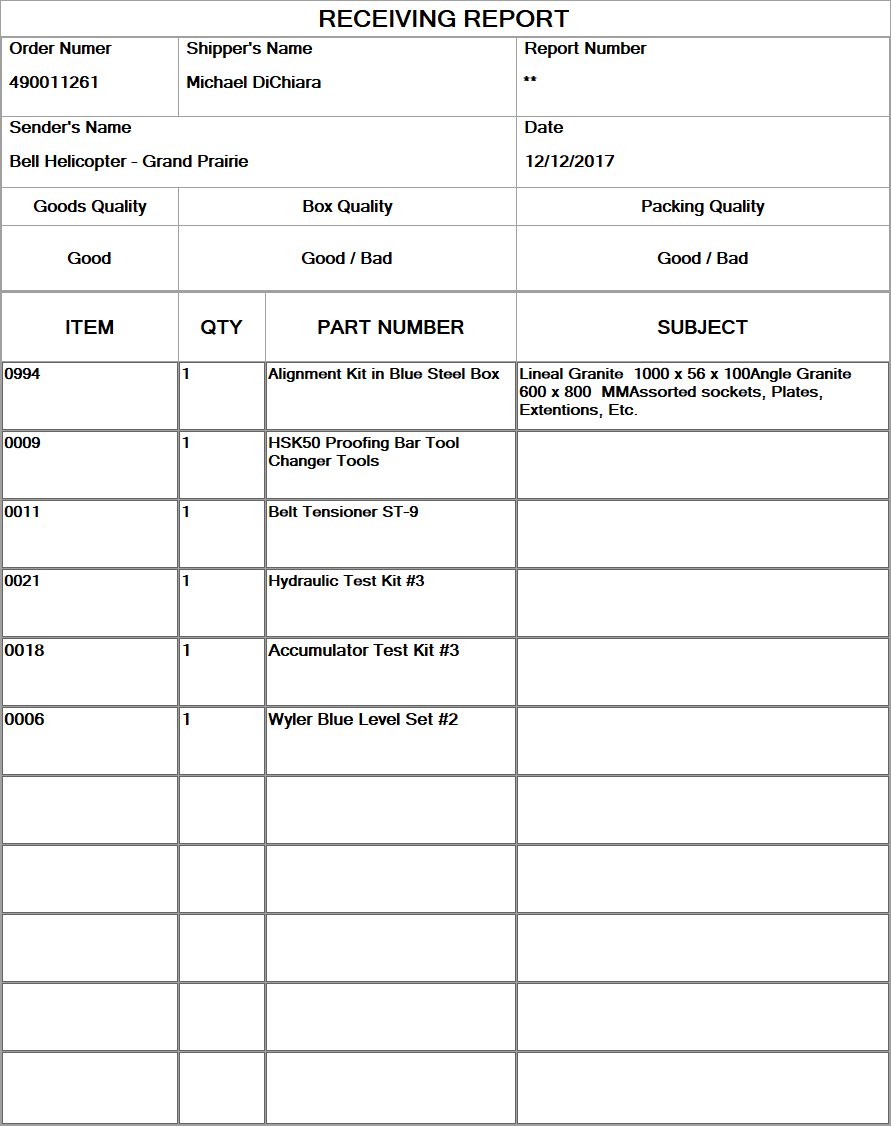 RECEIVING REPORT
Order Numer
Shipper's Name
Report Number
490011261
Michael DiChiara
**
Sender's Name
Date
Bell Helicopter - Grand Prairie
12/12/2017
Goods Quality
Box Quality
Packing Quality
Good
Good / Bad
Good / Bad
ITEM
QTY
PART NUMBER
SUBJECT
0994
1
Alignment Kit in Blue Steel Box
Lineal Granite  1000 x 56 x 100Angle Granite
600 x 800  MMAssorted sockets, Plates,
Extentions, Etc.
0009
1
HSK50 Proofing Bar Tool
Changer Tools
0011
1
Belt Tensioner ST-9
0021
1
Hydraulic Test Kit #3
0018
1
Accumulator Test Kit #3
0006
1
Wyler Blue Level Set #2